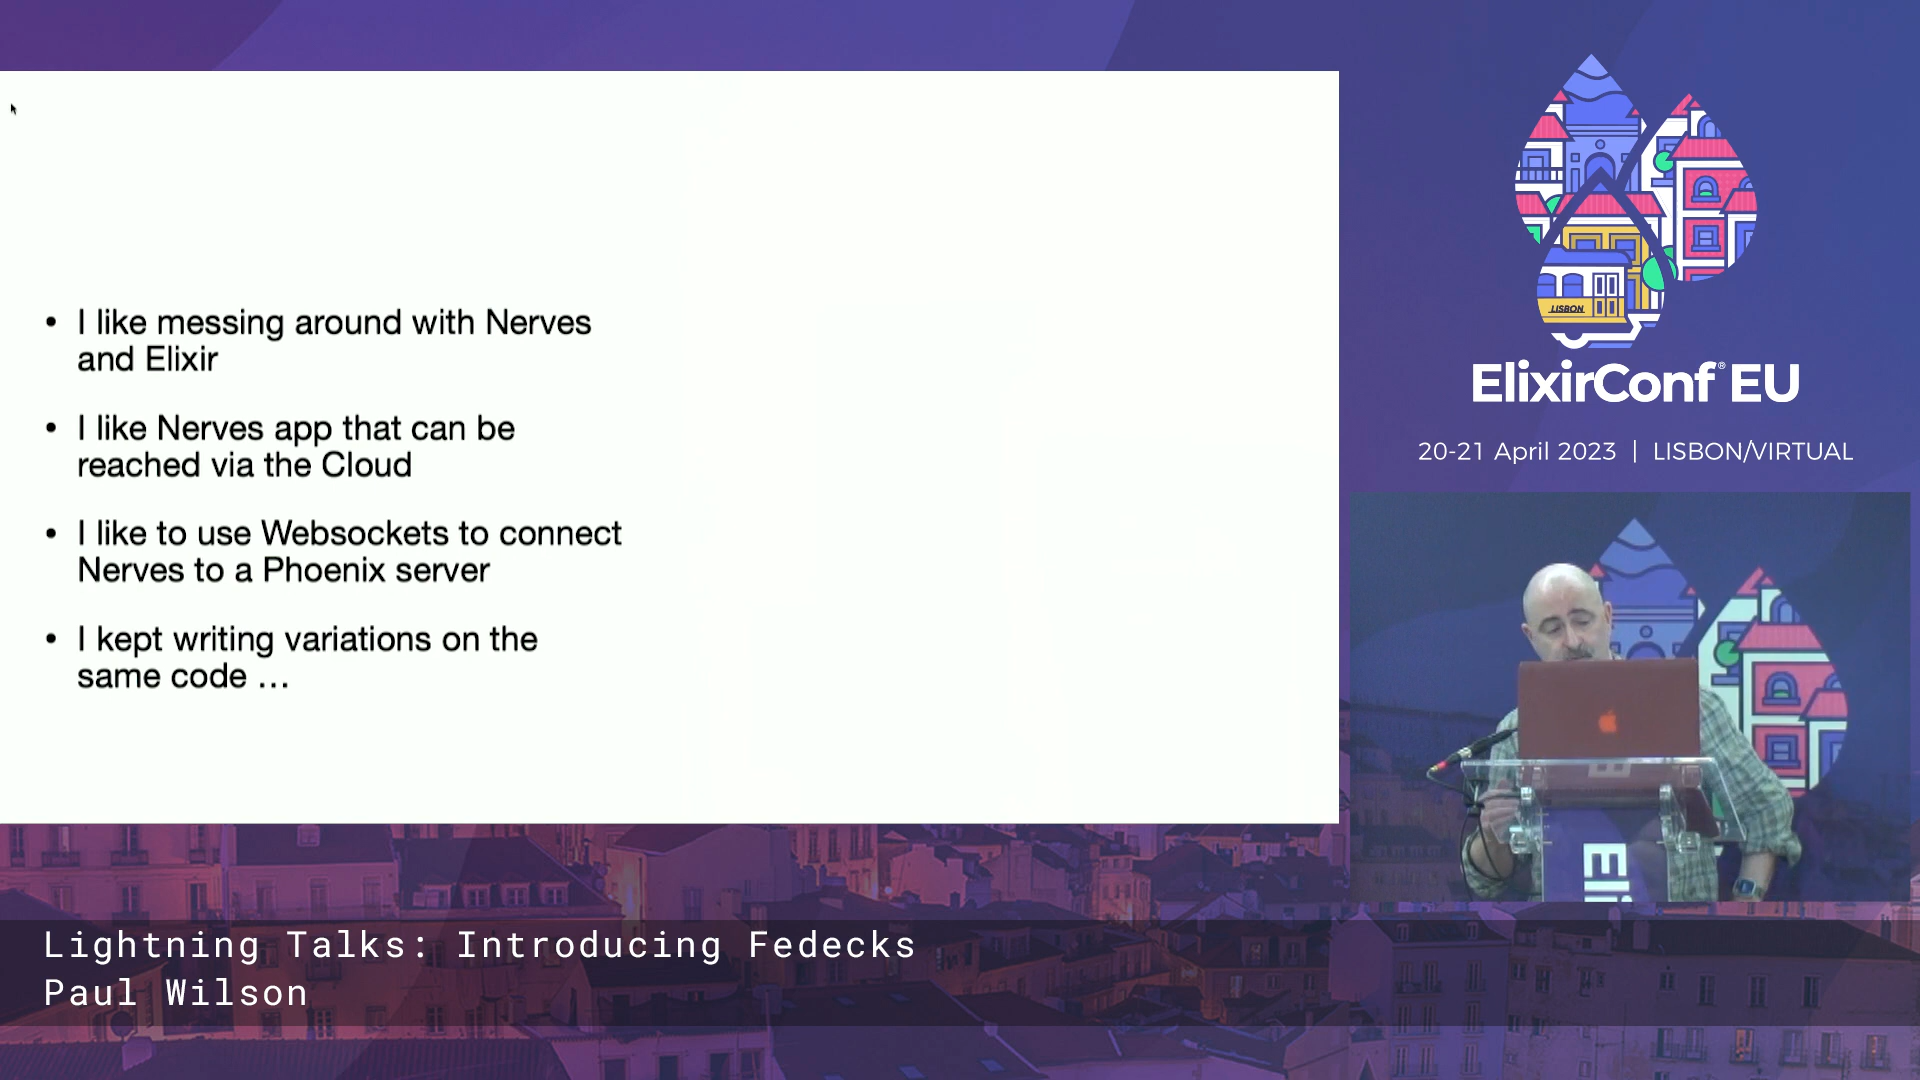 • I like messing around with Nerves
and Elixir
• I like Nerves app that can be
reached via the Cloud
• I like to use Websockets to connect
Nerves to a Phoenix server
• I kept writing variations on the
same code …
LISBON
ElixirConf® EU
20-21 April 2023 | LISBON/VIRTUAL
Eli
Lightning Talks: Introducing Fedecks
Paul Wilson